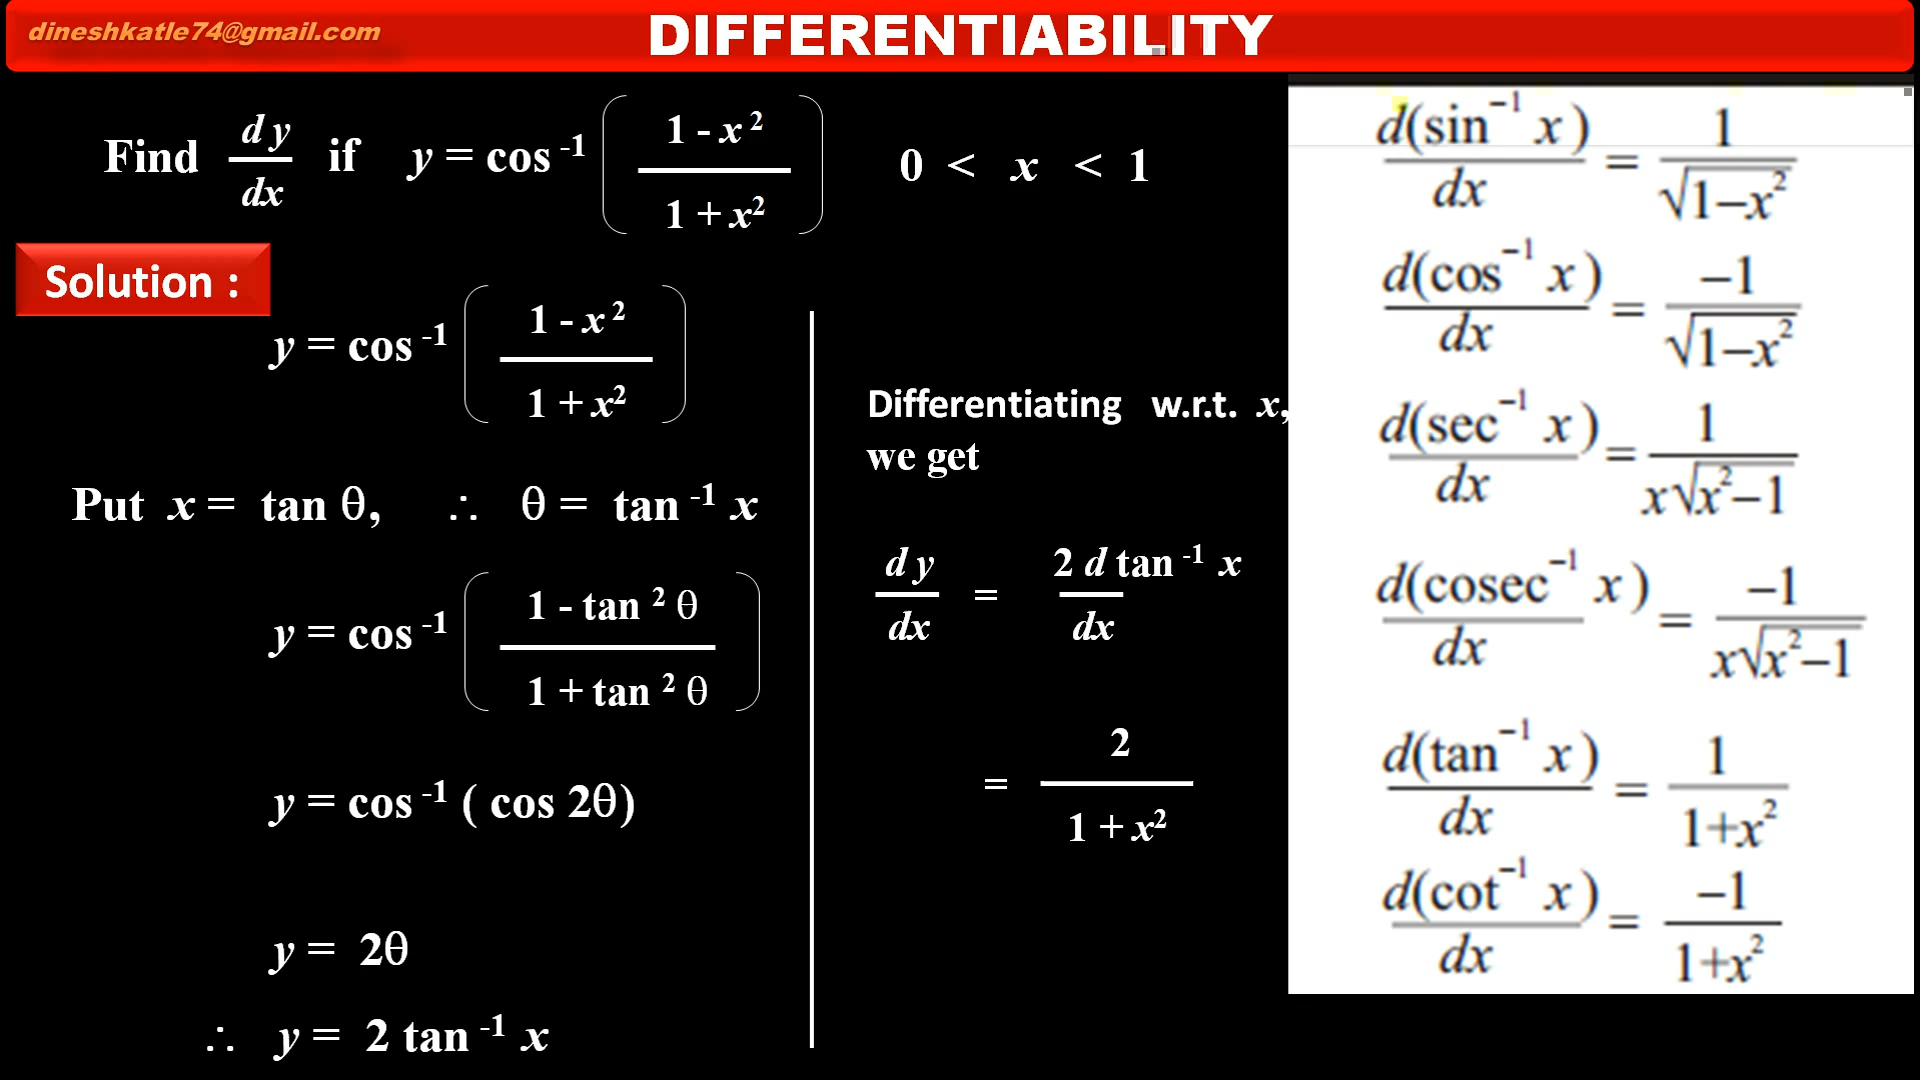 dineshkatle74@gmail.com
DIFFERENTIABILITY
Find dy/dx if y = cos⁻¹ ( (1 - x²) / (1 + x²) ) 0 < x < 1
Solution :
y = cos⁻¹ ( (1 - x²) / (1 + x²) )
Put x = tan θ, ∴ θ = tan⁻¹ x
y = cos⁻¹ ( (1 - tan² θ) / (1 + tan² θ) )
y = cos⁻¹ ( cos 2θ)
y = 2θ
∴ y = 2 tan⁻¹ x
Differentiating w.r.t. x,
we get
dy/dx = 2 d tan⁻¹ x / dx
= 2 / (1 + x²)
d(sin⁻¹ x)/dx = 1/√(1–x²)
d(cos⁻¹ x)/dx = –1/√(1–x²)
d(sec⁻¹ x)/dx = 1/(x√(x²–1))
d(cosec⁻¹ x)/dx = –1/(x√(x²–1))
d(tan⁻¹ x)/dx = 1/(1+x²)
d(cot⁻¹ x)/dx = –1/(1+x²)